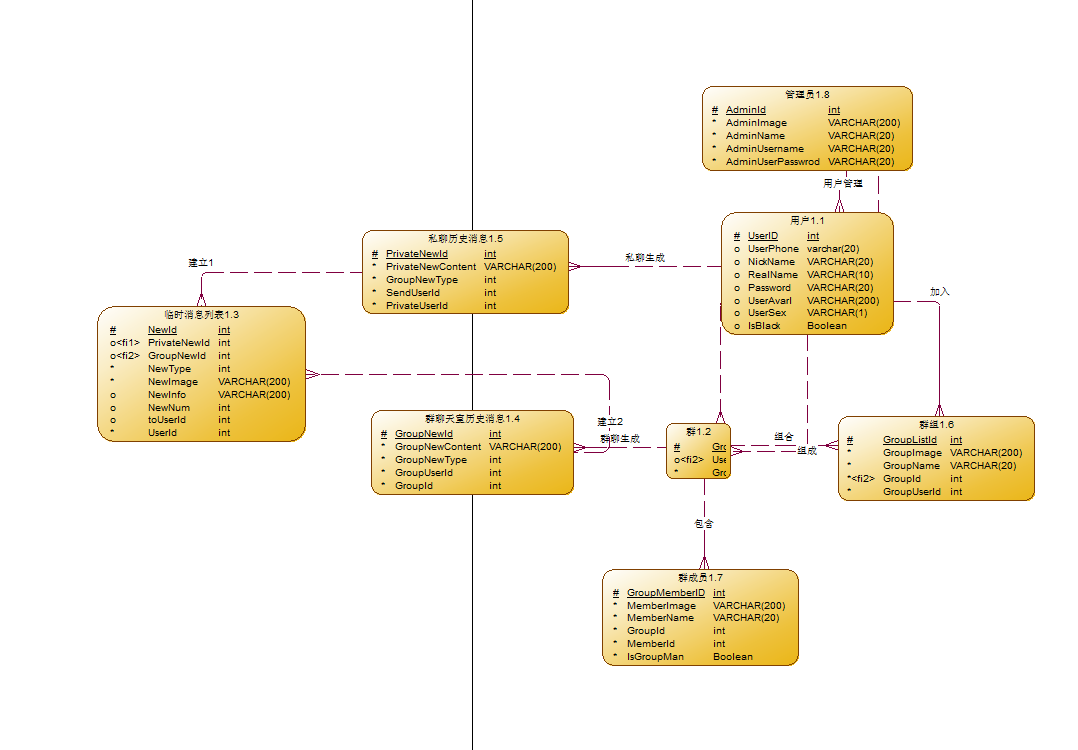 管理员1.8
# AdminId int
* AdminImage VARCHAR(200)
* AdminName VARCHAR(20)
* AdminUsername VARCHAR(20)
* AdminUserPasswrod VARCHAR(20)
用户管理
用户1.1
# UserID int
o UserPhone varchar(20)
o NickName VARCHAR(20)
o RealName VARCHAR(10)
o Password VARCHAR(20)
o UserAvarl VARCHAR(200)
o UserSex VARCHAR(1)
o IsBlack Boolean
私聊历史消息1.5
# PrivateNewId int
* PrivateNewContent VARCHAR(200)
* GroupNewType int
* SendUserId int
* PrivateUserId int
私聊生成
建立1
加入
临时消息列表1.3
# NewId int
o<fi1> PrivateNewId int
o<fi2> GroupNewId int
* NewType int
* NewImage VARCHAR(200)
o NewInfo VARCHAR(200)
o NewNum int
o toUserId int
* UserId int
群聊天室历史消息1.4
# GroupNewId int
* GroupNewContent VARCHAR(200)
* GroupNewType int
* GroupUserId int
* GroupId int
建立2
群聊生成
群1.2
# Gro
o<fi2> Use
* Gro
组合
组成
群组1.6
# GroupListId int
* GroupImage VARCHAR(200)
* GroupName VARCHAR(20)
*<fi2> GroupId int
* GroupUserId int
包含
群成员1.7
# GroupMemberID int
* MemberImage VARCHAR(200)
* MemberName VARCHAR(20)
* GroupId int
* MemberId int
* IsGroupMan Boolean